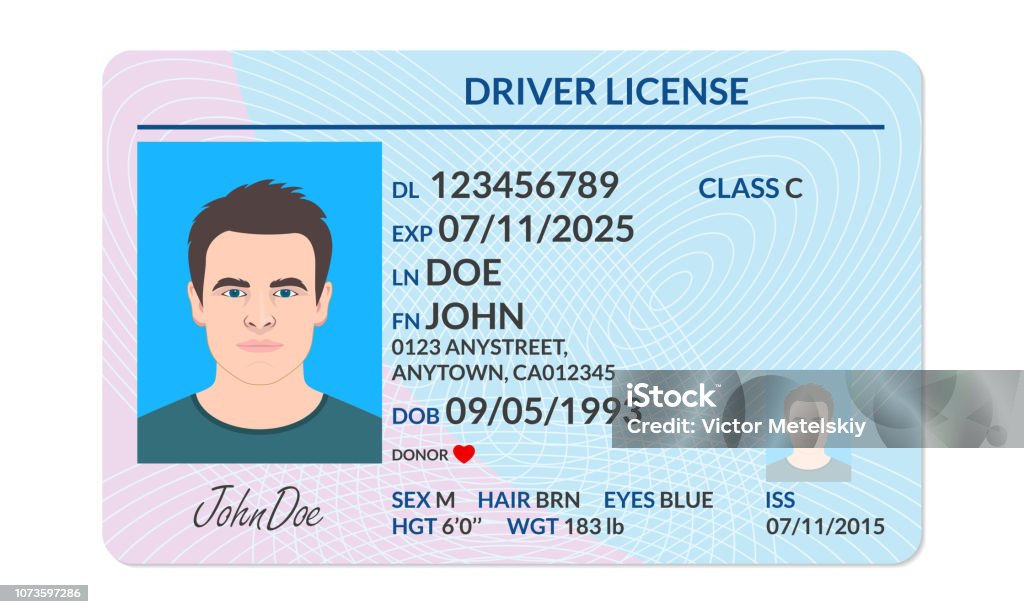 DRIVER LICENSE
DL 123456789 CLASS C
EXP 07/11/2025
LN DOE
FN JOHN
0123 ANYSTREET,
ANYTOWN, CA012345
DOB 09/05/1993
DONOR
iStock
Credit: Victor Metelskiy
John Doe
SEX M HAIR BRN EYES BLUE ISS
HGT 6'0'' WGT 183 lb 07/11/2015
1073597286